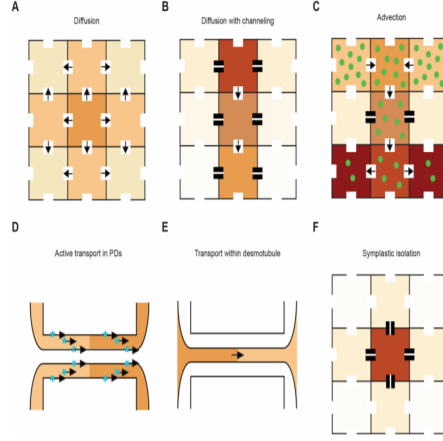 A
Diffusion
B
Diffusion with channeling
C
Advection
D
Active transport in PDs
E
Transport within desmotubule
F
Symplastic isolation